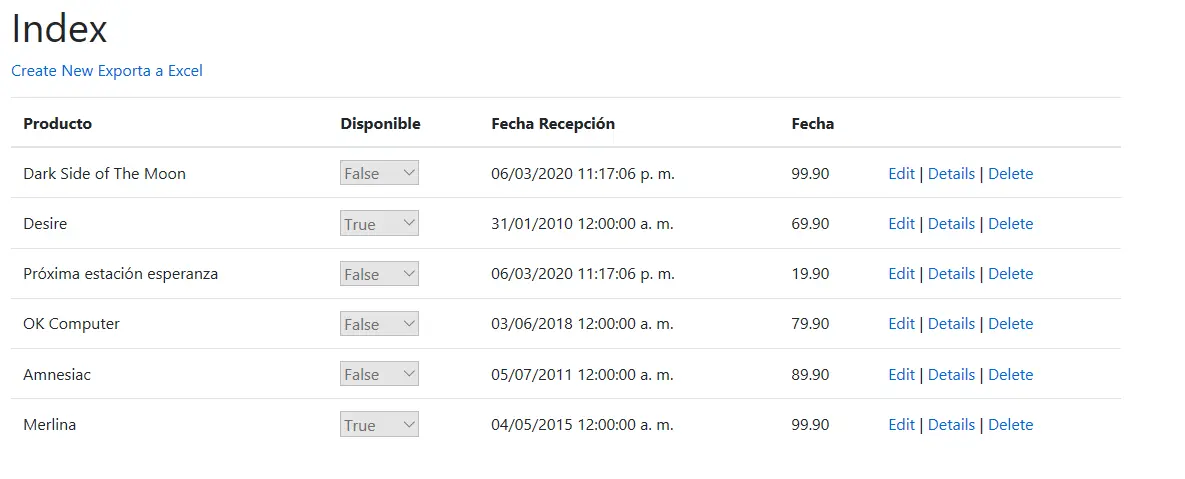 Index
Create New Exporta a Excel
Producto Disponible Fecha Recepción Fecha
Dark Side of The Moon False 06/03/2020 11:17:06 p. m. 99.90 Edit | Details | Delete
Desire True 31/01/2010 12:00:00 a. m. 69.90 Edit | Details | Delete
Próxima estación esperanza False 06/03/2020 11:17:06 p. m. 19.90 Edit | Details | Delete
OK Computer False 03/06/2018 12:00:00 a. m. 79.90 Edit | Details | Delete
Amnesiac False 05/07/2011 12:00:00 a. m. 89.90 Edit | Details | Delete
Merlina True 04/05/2015 12:00:00 a. m. 99.90 Edit | Details | Delete